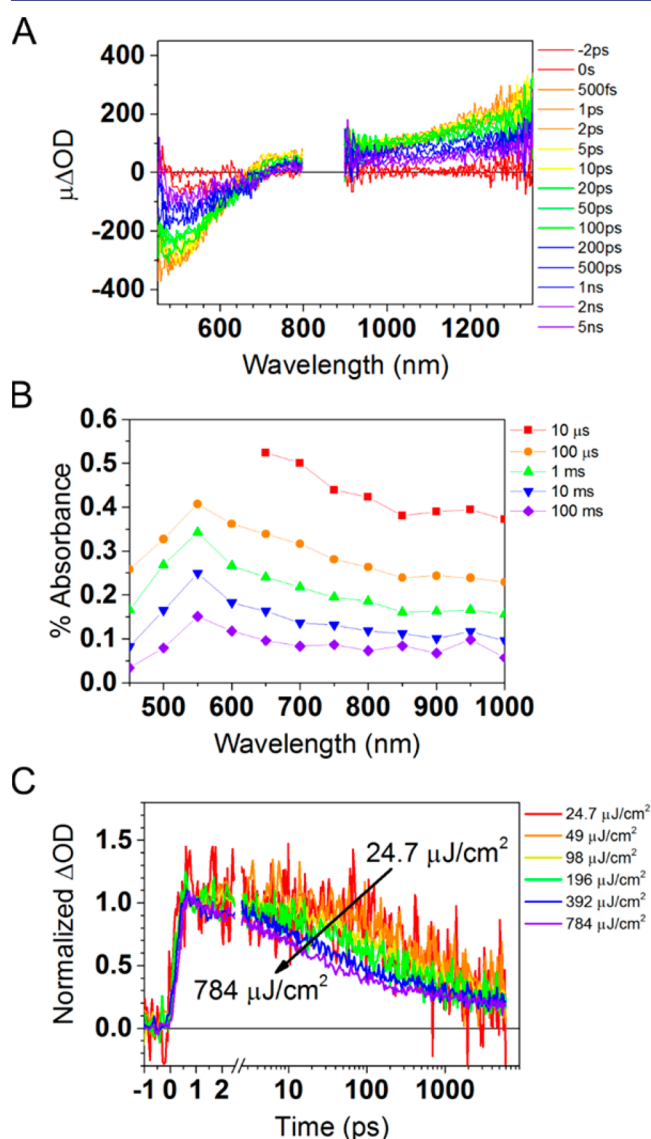 A
400
200
0
-200
-400
μΔOD
600 800 1000 1200
Wavelength (nm)
-2ps
0s
500fs
1ps
2ps
5ps
10ps
20ps
50ps
100ps
200ps
500ps
1ns
2ns
5ns
B
0.6
0.5
0.4
0.3
0.2
0.1
0.0
% Absorbance
500 600 700 800 900 1000
Wavelength (nm)
10 μs
100 μs
1 ms
10 ms
100 ms
C
1.5
1.0
0.5
0.0
Normalized ΔOD
24.7 μJ/cm²
784 μJ/cm²
-1 0 1 2 10 100 1000
Time (ps)
24.7 μJ/cm²
49 μJ/cm²
98 μJ/cm²
196 μJ/cm²
392 μJ/cm²
784 μJ/cm²